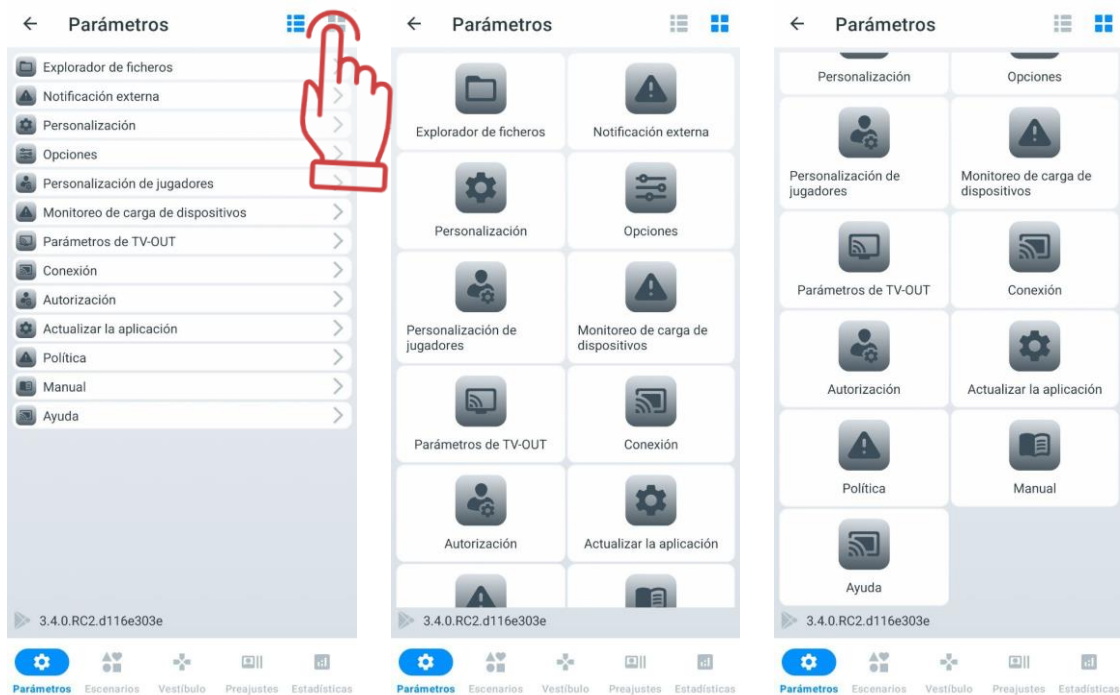 Parámetros
Explorador de ficheros
Notificación externa
Personalización
Opciones
Personalización de jugadores
Monitoreo de carga de dispositivos
Parámetros de TV-OUT
Conexión
Autorización
Actualizar la aplicación
Política
Manual
Ayuda
3.4.0.RC2.d116e303e
Parámetros Escenarios Vestíbulo Preajustes Estadísticas
Parámetros
Explorador de ficheros Notificación externa
Personalización Opciones
Personalización de Monitoreo de carga de
jugadores dispositivos
Parámetros de TV-OUT Conexión
Autorización Actualizar la aplicación
3.4.0.RC2.d116e303e
Parámetros Escenarios Vestíbulo Preajustes Estadísticas
Parámetros
Personalización Opciones
Personalización de Monitoreo de carga de
jugadores dispositivos
Parámetros de TV-OUT Conexión
Autorización Actualizar la aplicación
Política Manual
Ayuda
3.4.0.RC2.d116e303e
Parámetros Escenarios Vestíbulo Preajustes Estadísticas